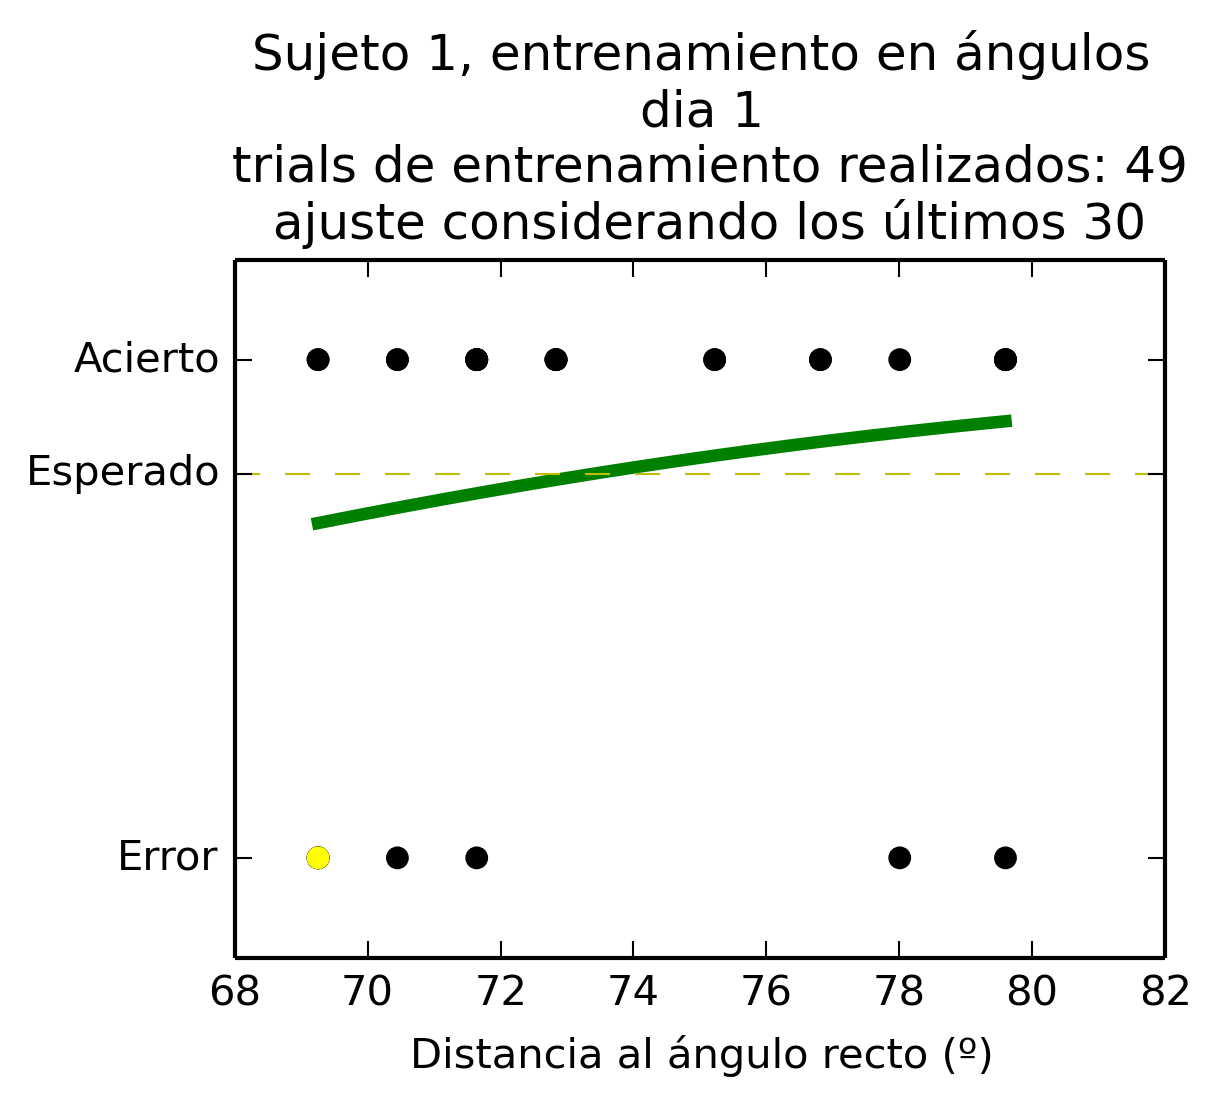 Sujeto 1, entrenamiento en ángulos
dia 1
trials de entrenamiento realizados: 49
ajuste considerando los últimos 30
Acierto
Esperado
Error
68 70 72 74 76 78 80 82
Distancia al ángulo recto (º)